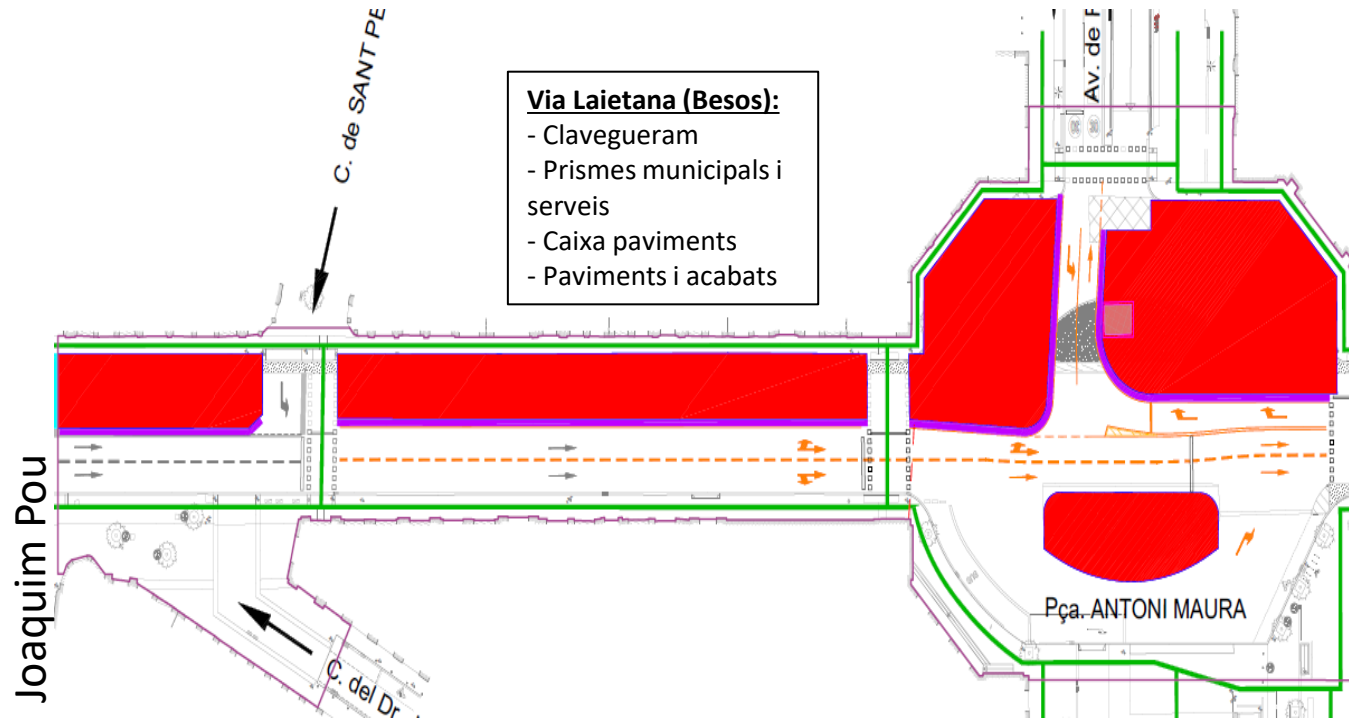 C. de SANT PE
Via Laietana (Besos):
- Clavegueram
- Prismes municipals i
serveis
- Caixa paviments
- Paviments i acabats
Av. de
Joaquim Pou
Pça. ANTONI MAURA
C. del Dr.